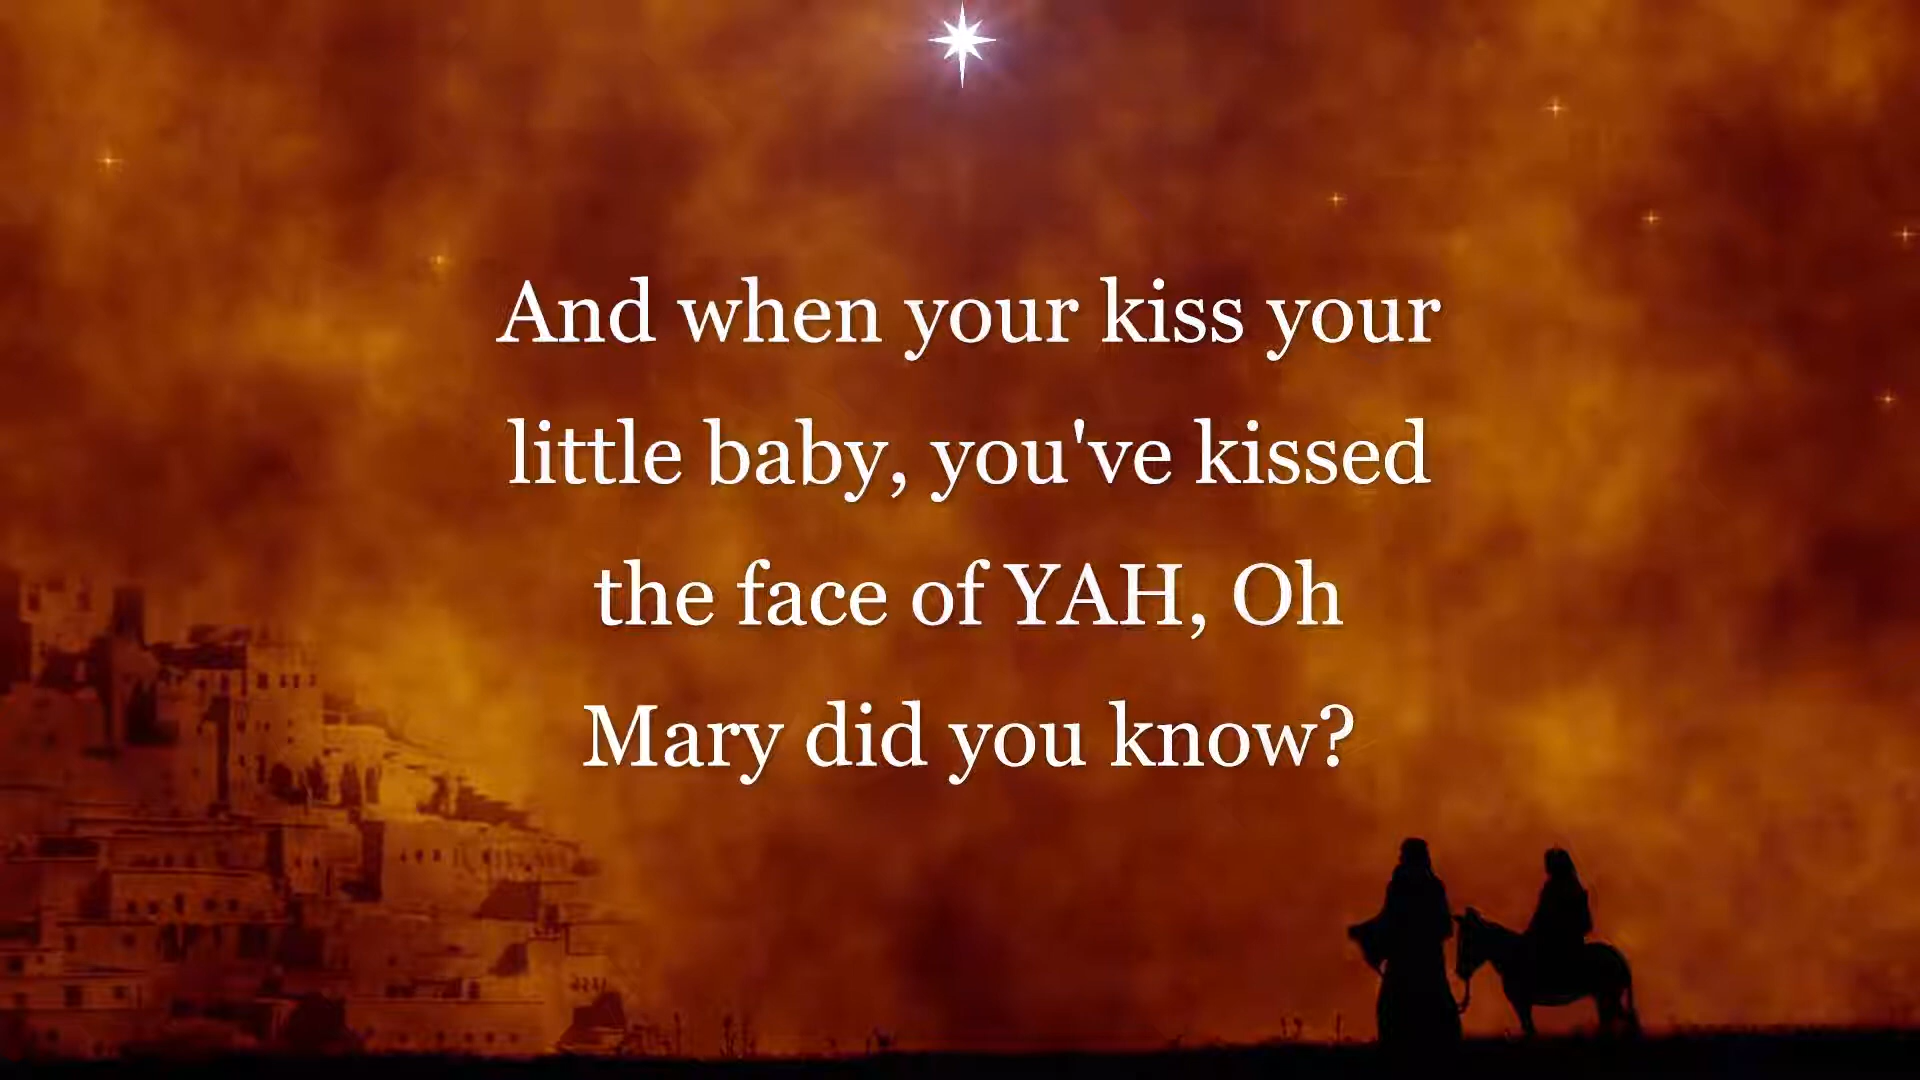 And when your kiss your
little baby, you've kissed
the face of YAH, Oh
Mary did you know?